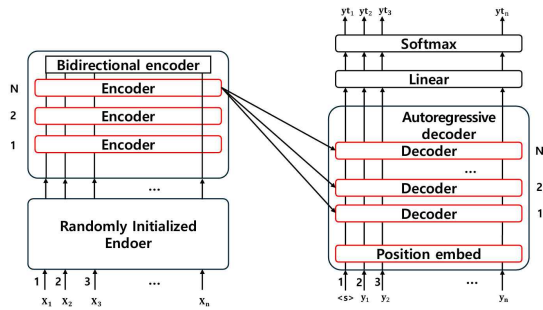 Bidirectional encoder
N
Encoder
2
Encoder
1
Encoder
...
Randomly Initialized
Endoer
1 2 3 ...
x₁ x₂ x₃ xₙ
yt₁ yt₂ yt₃ ytₙ
Softmax
Linear
Autoregressive
decoder
Decoder
N
...
Decoder
2
Decoder
1
Position embed
1 2 3 ...
<s> y₁ y₂ yₙ